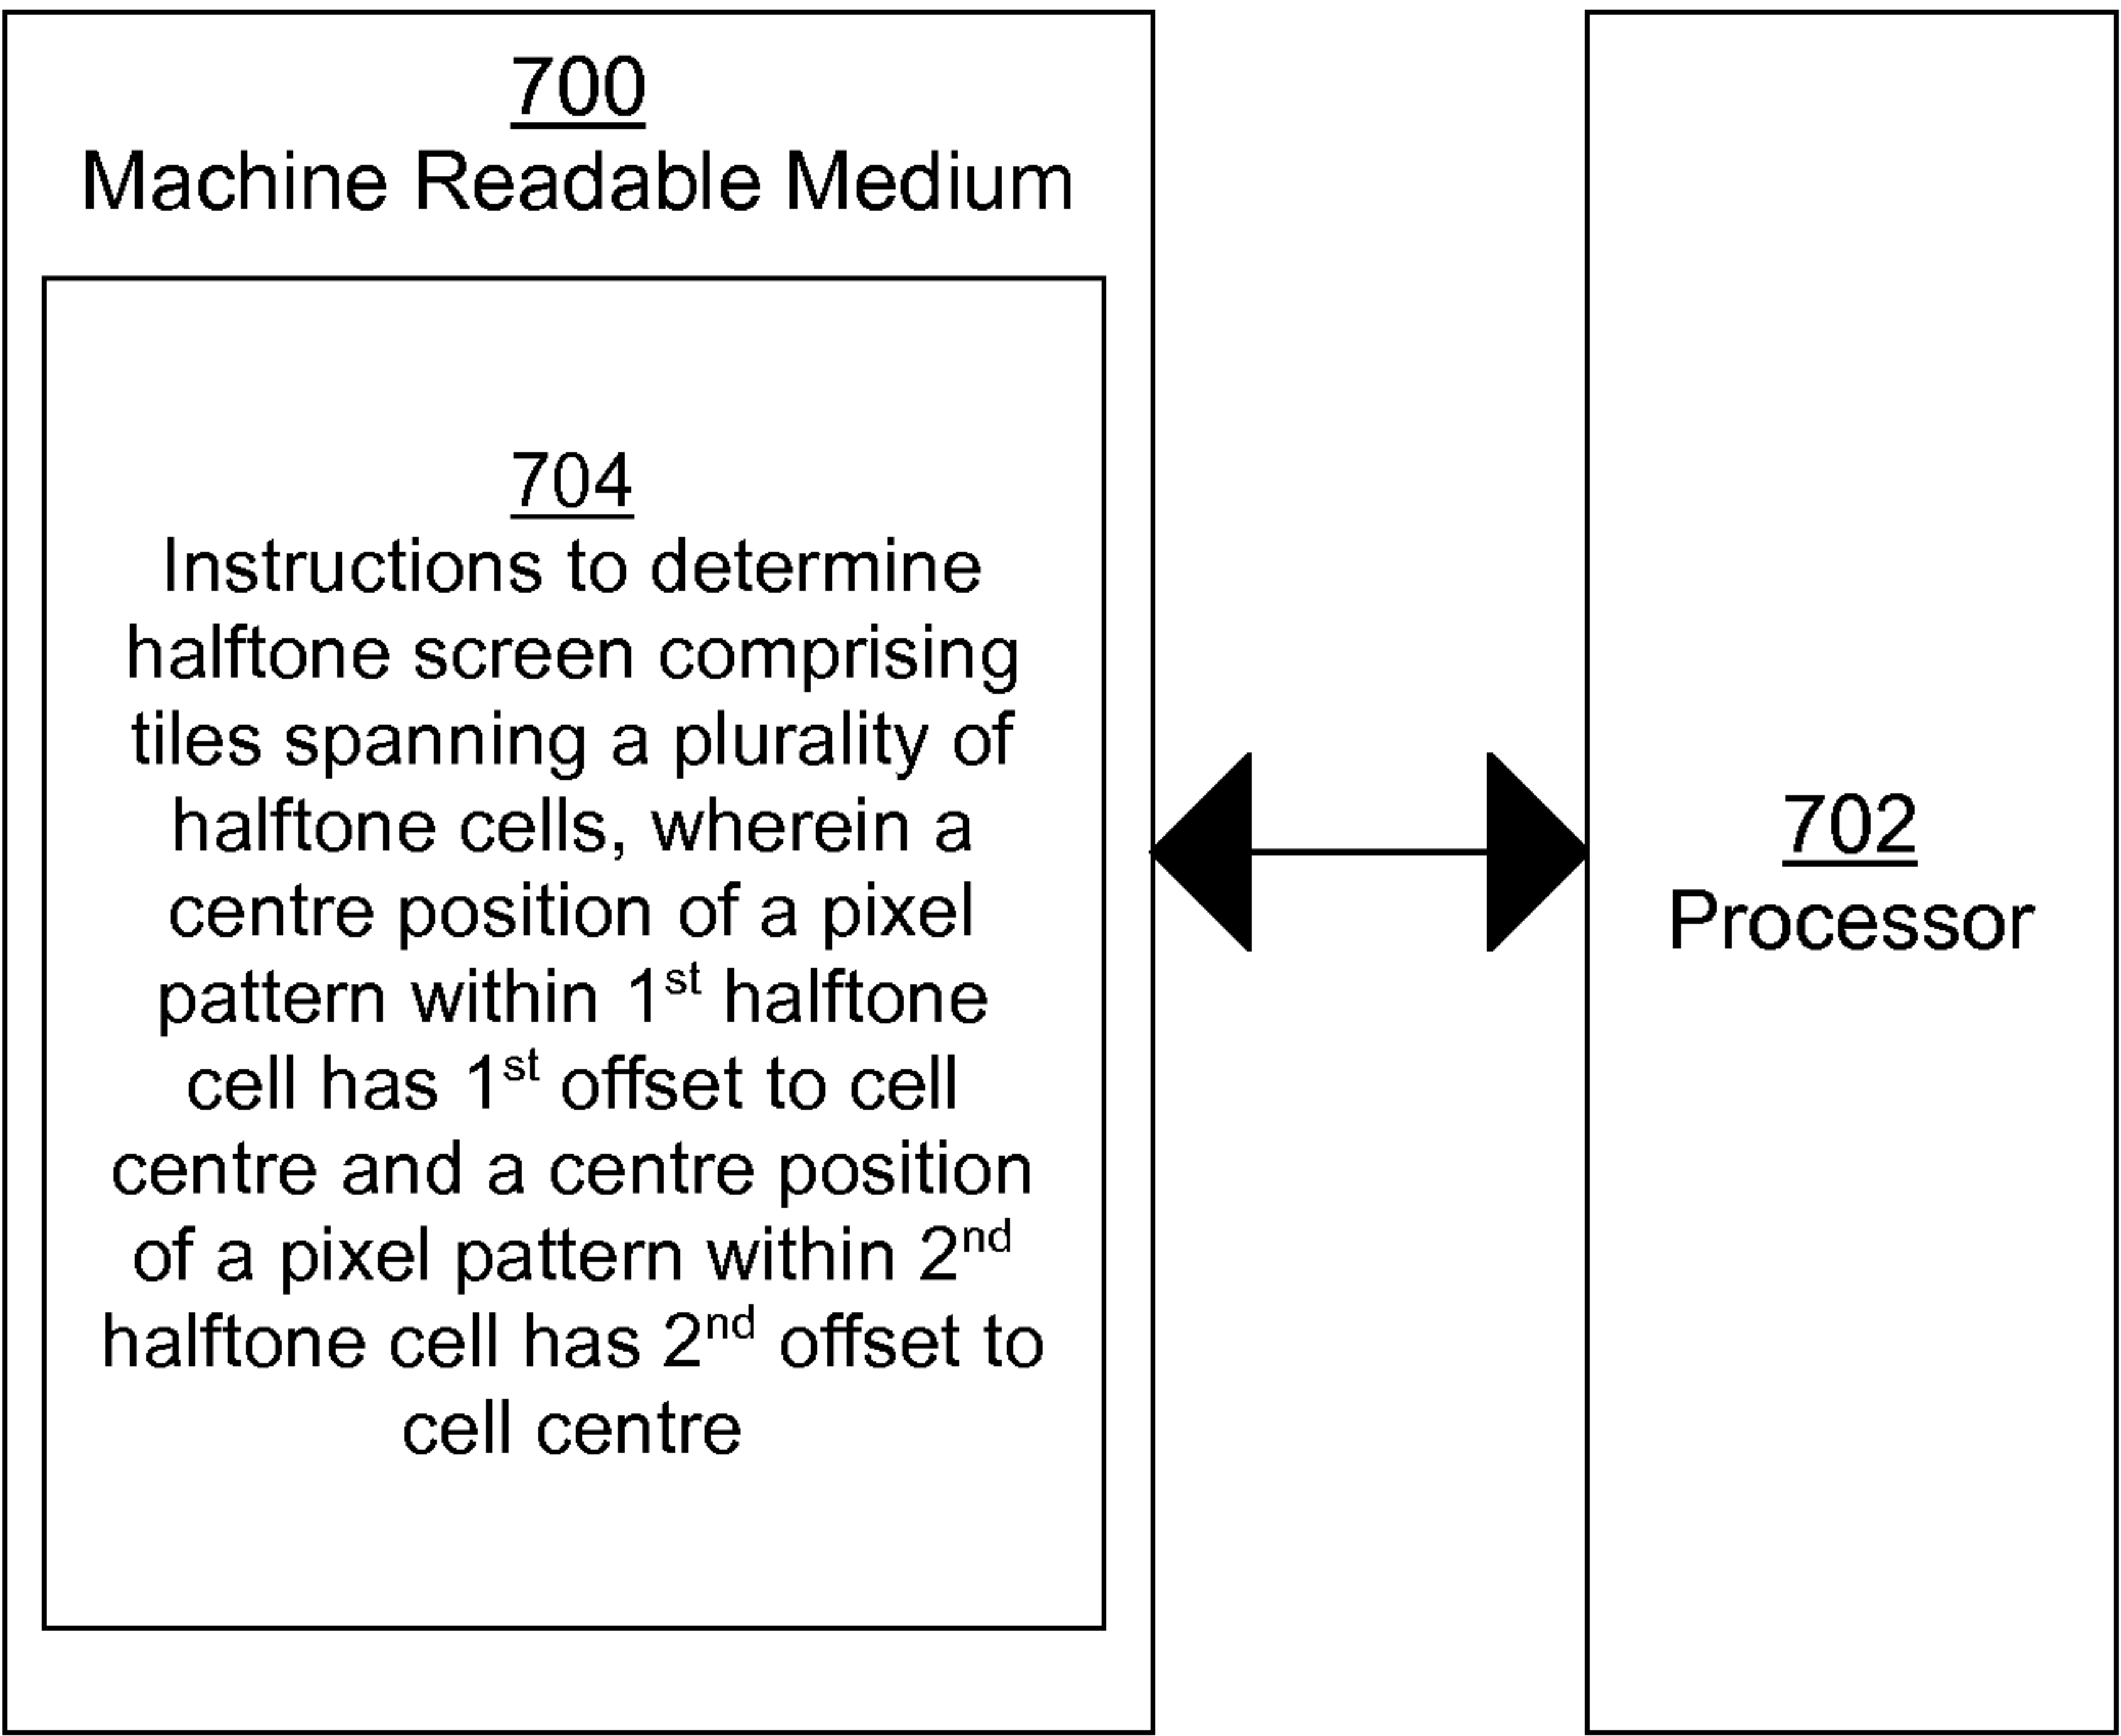 700
Machine Readable Medium
704
Instructions to determine
halftone screen comprising
tiles spanning a plurality of
halftone cells, wherein a
centre position of a pixel
pattern within 1st halftone
cell has 1st offset to cell
centre and a centre position
of a pixel pattern within 2nd
halftone cell has 2nd offset to
cell centre
702
Processor